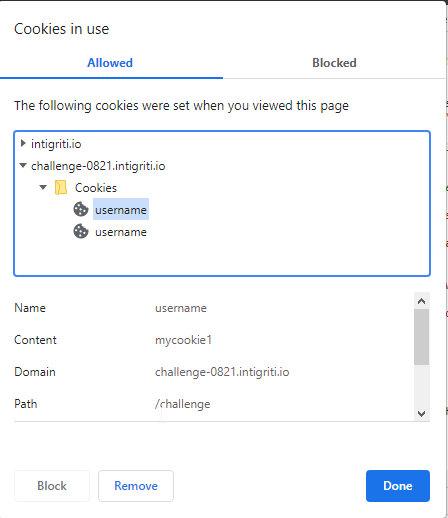 Cookies in use
Allowed Blocked
The following cookies were set when you viewed this page
intigriti.io
challenge-0821.intigriti.io
Cookies
username
username
Name username
Content mycookie1
Domain challenge-0821.intigriti.io
Path /challenge
Block Remove Done